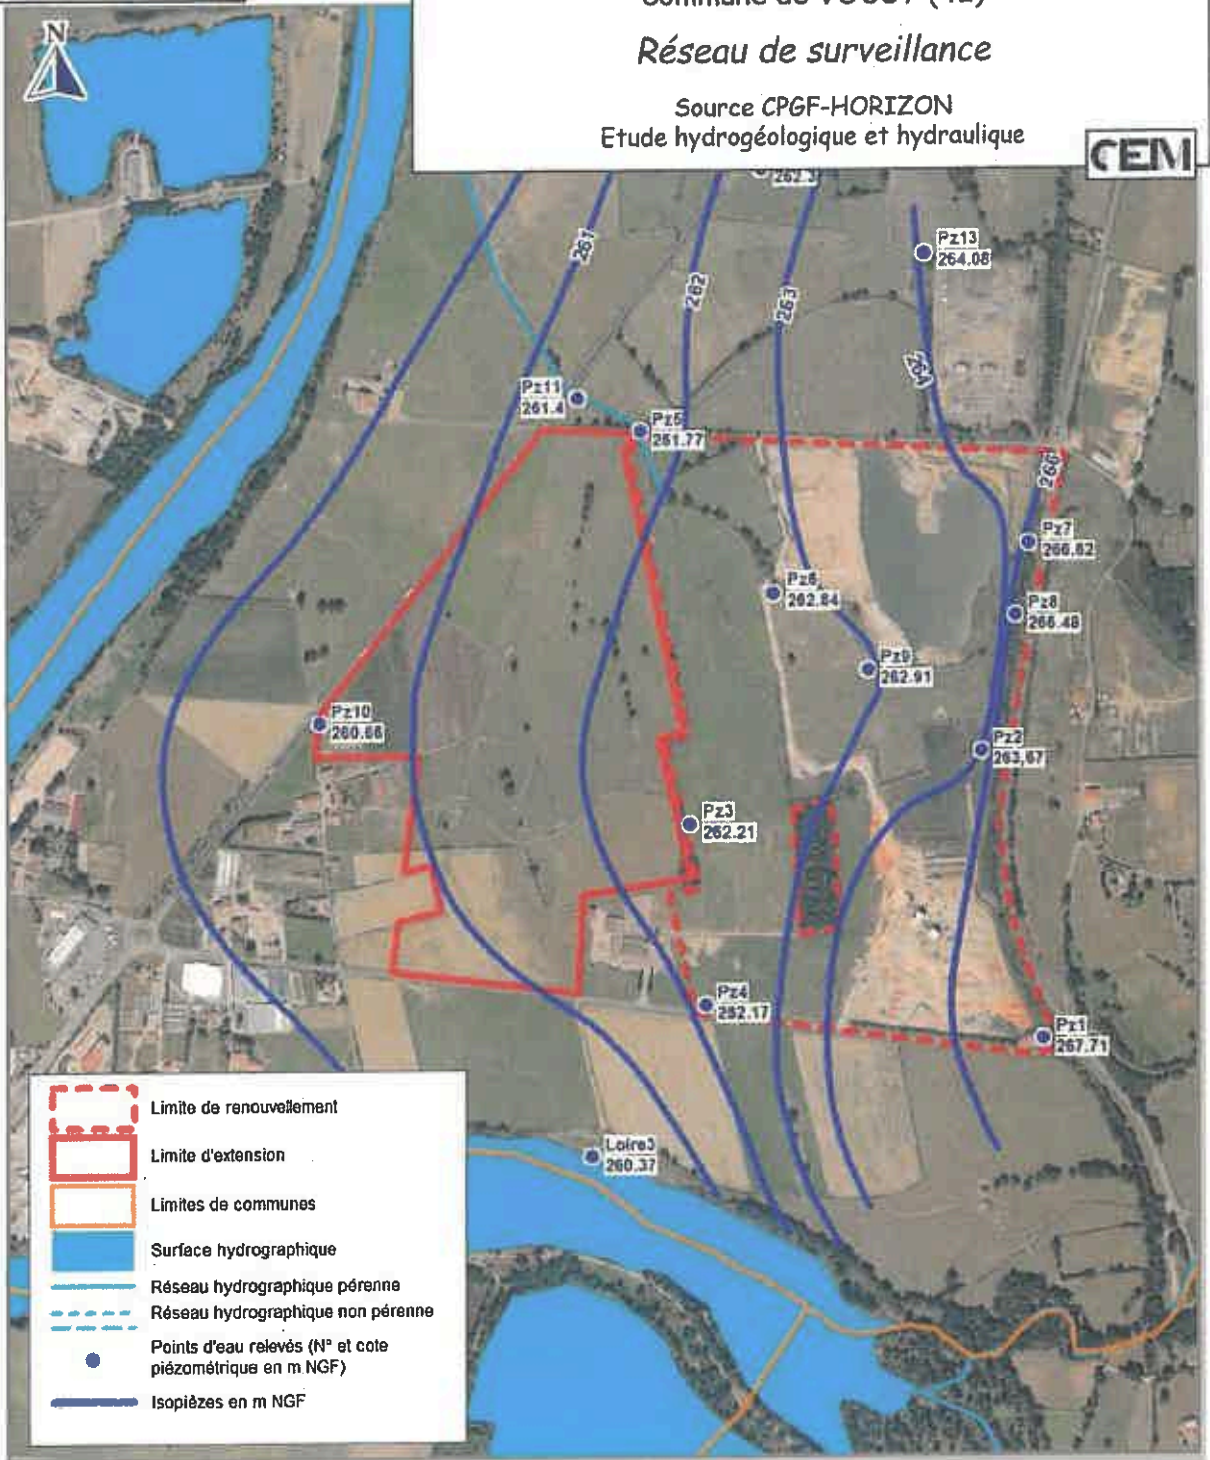 Réseau de surveillance
Source CPGF-HORIZON
Etude hydrogéologique et hydraulique
CEM
N
262.3
Pz13
264.08
261
262
263
264
Pz11
261.4
Pz5
261.77
266
Pz7
266.62
Pz6
262.84
Pz8
266.48
Pz9
262.91
Pz10
260.66
Pz2
263.67
Pz3
262.21
Pz4
262.17
Pz1
267.71
Loire3
260.37
Limite de renouvellement
Limite d'extension
Limites de communes
Surface hydrographique
Réseau hydrographique pérenne
Réseau hydrographique non pérenne
Points d'eau relevés (N° et cote
piézométrique en m NGF)
Isopièzes en m NGF